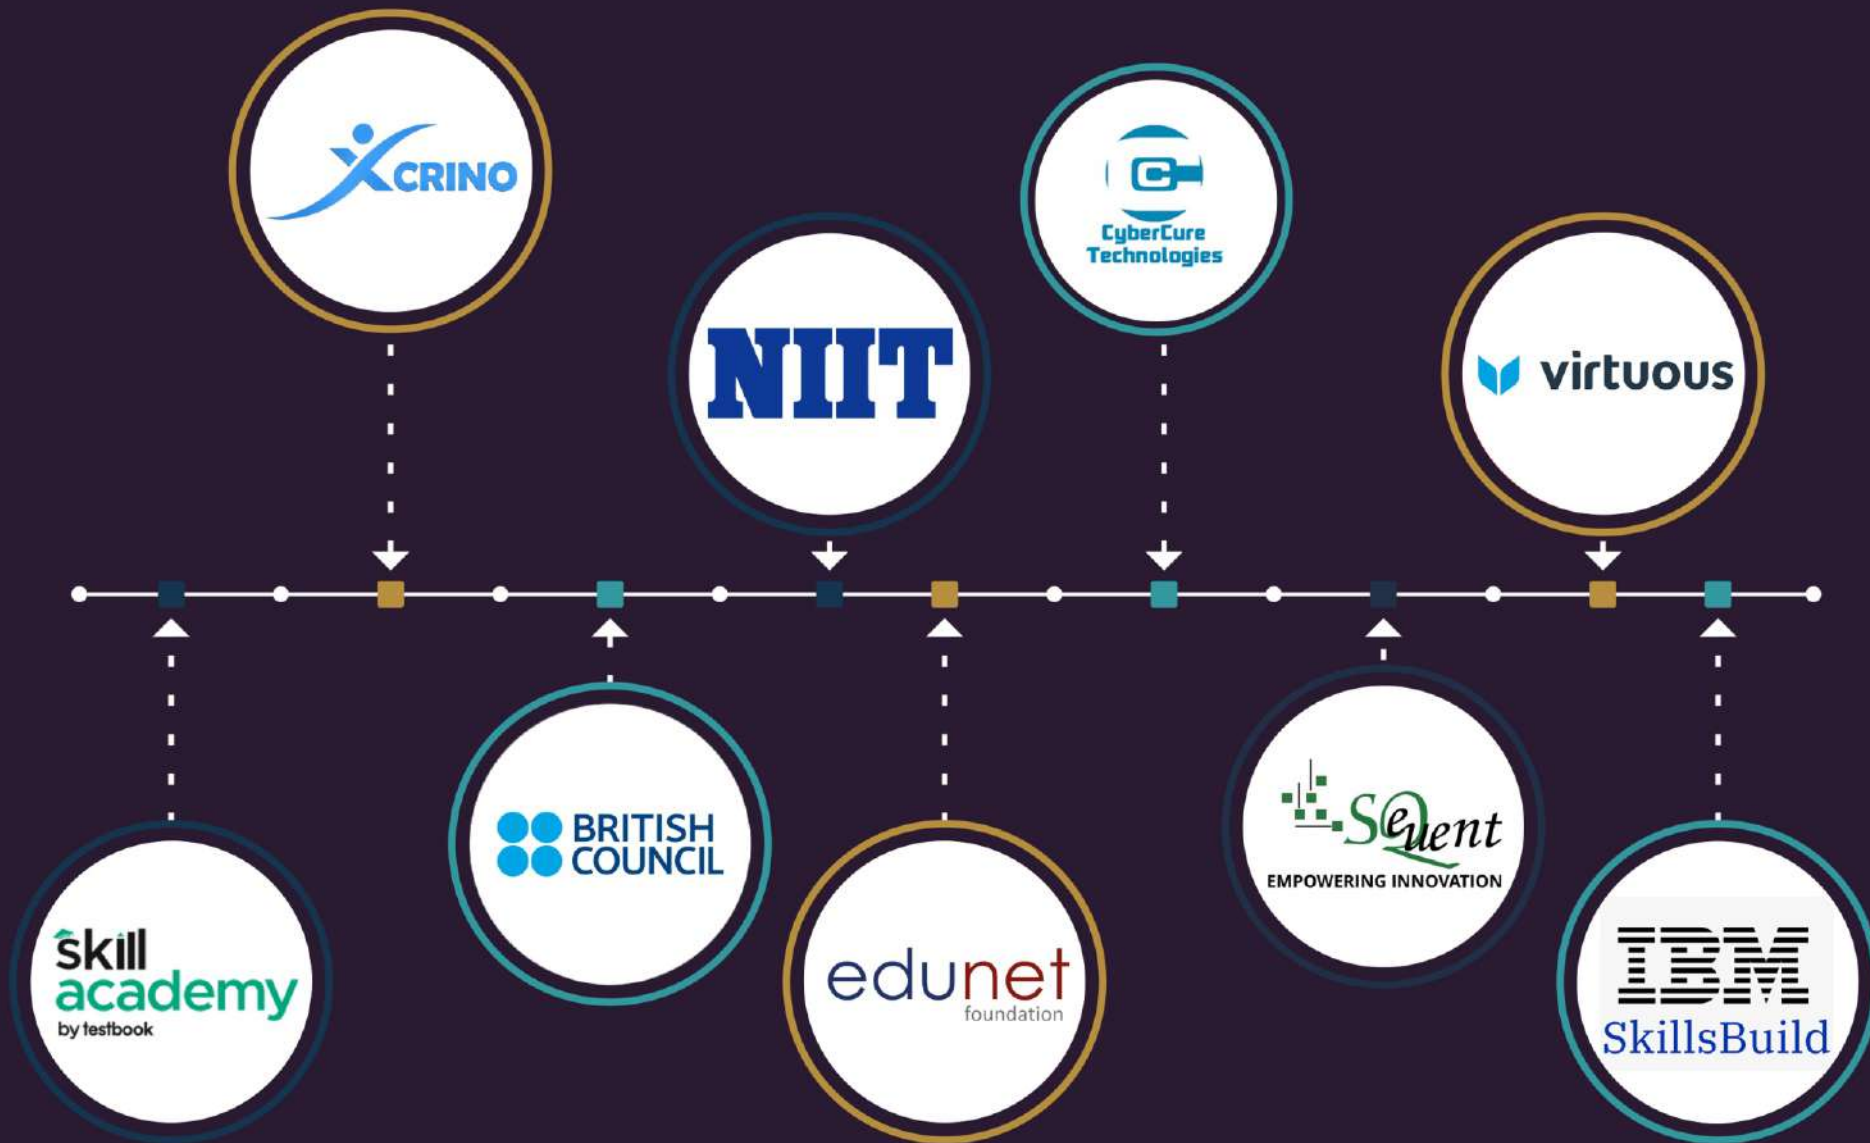 XCRINO
CyberCure
Technologies
NIIT
virtuous
skill
academy
by testbook
BRITISH
COUNCIL
edunet
foundation
SeQuent
EMPOWERING INNOVATION
IBM
SkillsBuild